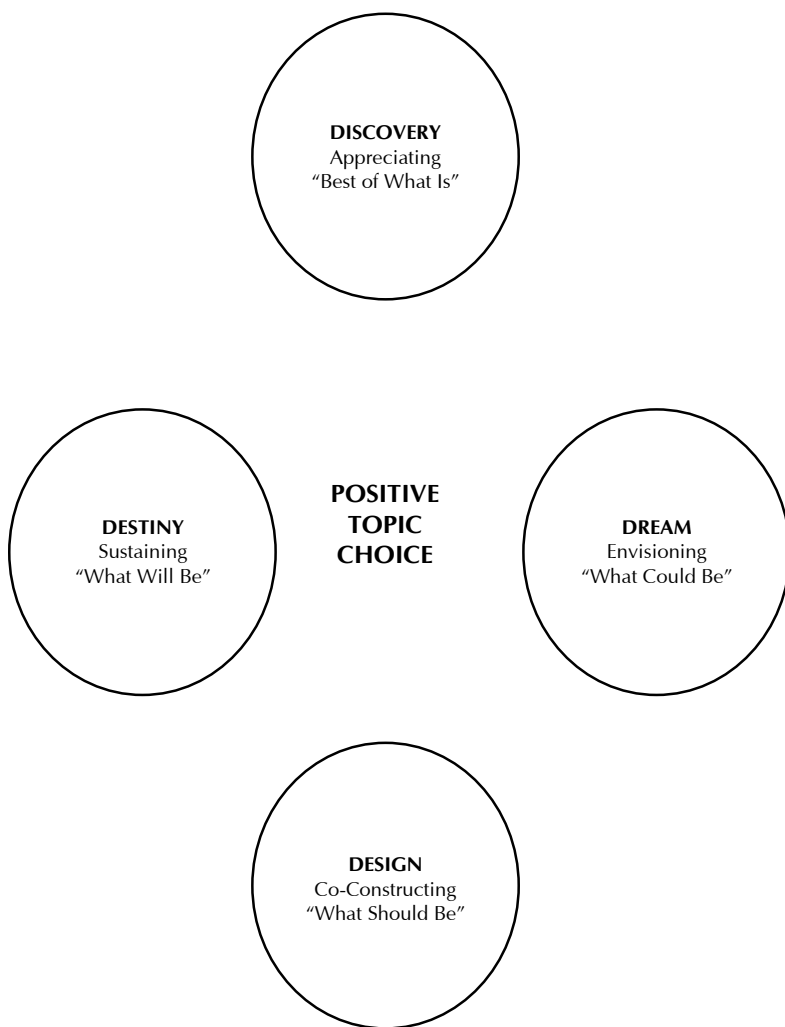 DISCOVERY
Appreciating
“Best of What Is”
DESTINY
Sustaining
“What Will Be”
POSITIVE
TOPIC
CHOICE
DREAM
Envisioning
“What Could Be”
DESIGN
Co-Constructing
“What Should Be”